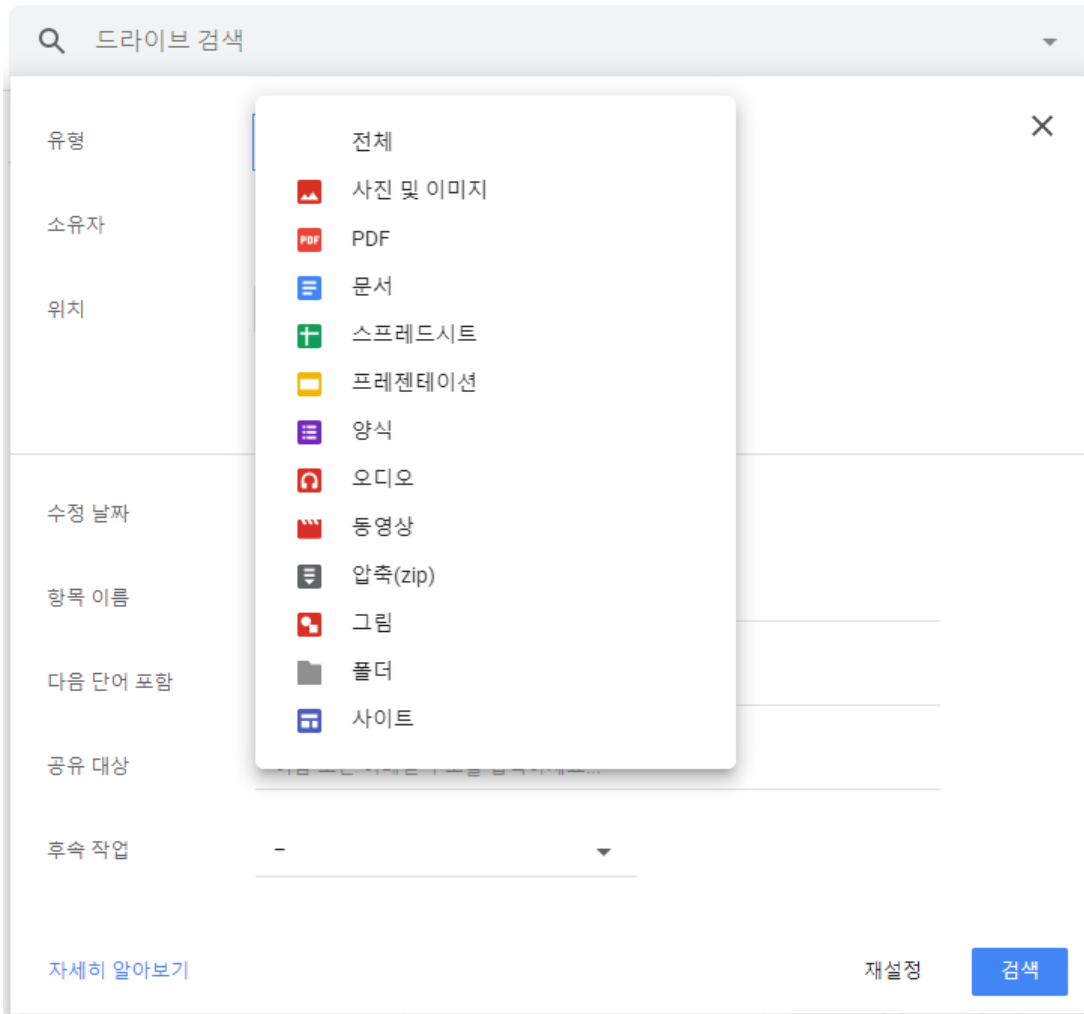 드라이브 검색
유형
전체
사진 및 이미지
PDF
PDF
소유자
문서
위치
스프레드시트
프레젠테이션
양식
오디오
수정 날짜
동영상
압축(zip)
항목 이름
그림
다음 단어 포함
폴더
사이트
공유 대상
후속 작업
–
자세히 알아보기
재설정
검색